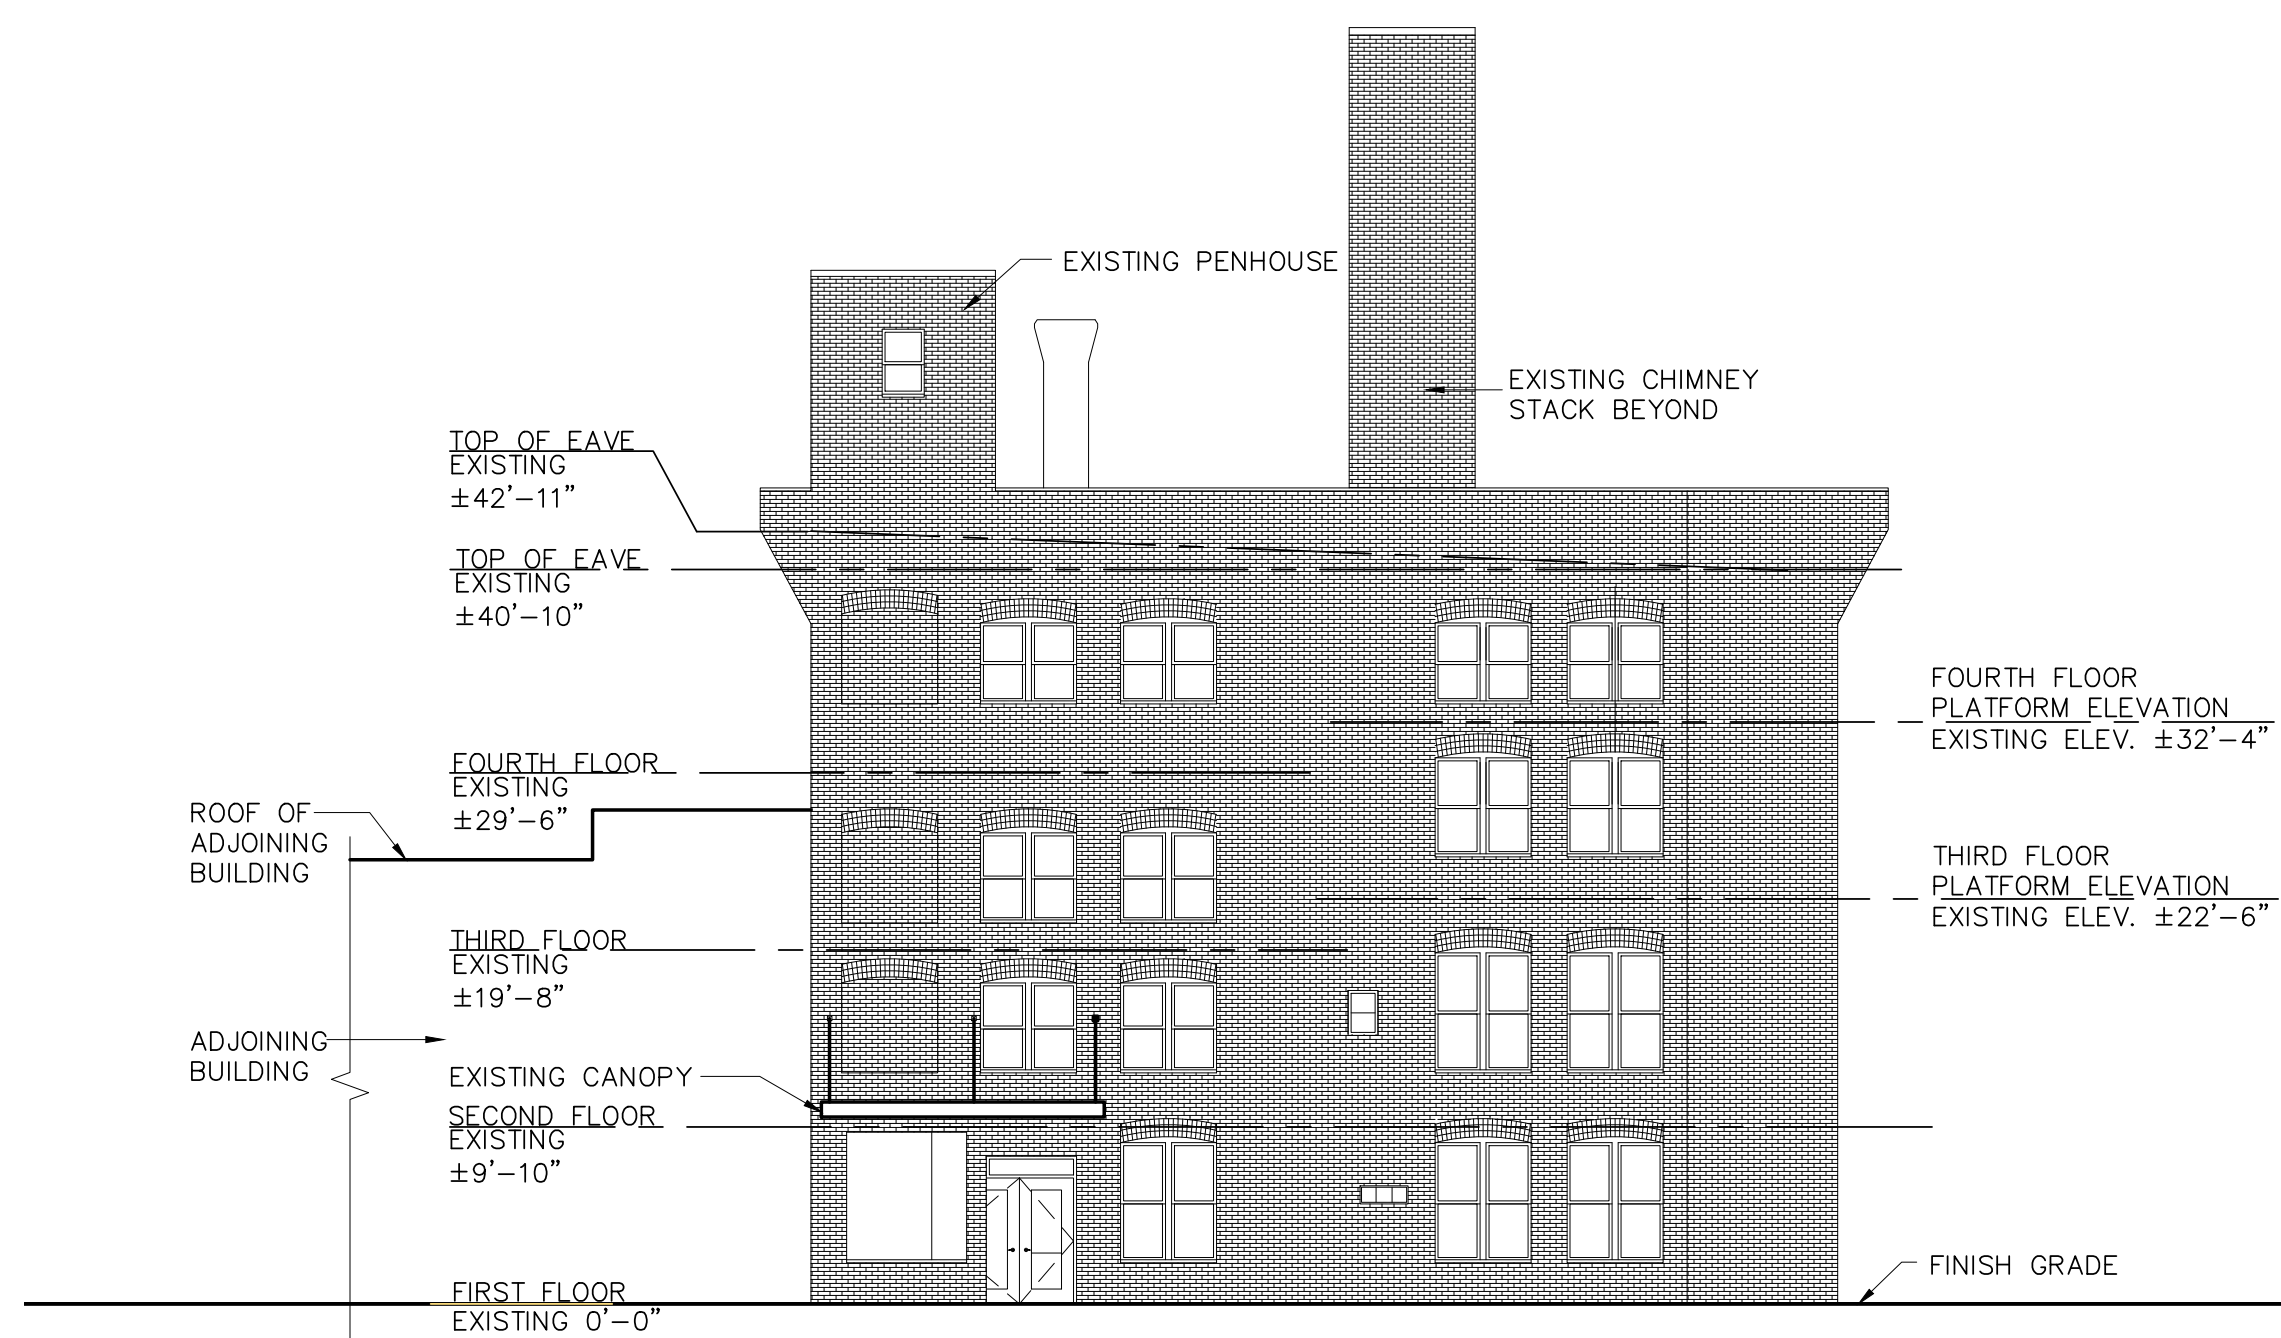 EXISTING PENHOUSE
EXISTING CHIMNEY
STACK BEYOND
TOP OF EAVE
EXISTING
±42'-11"
TOP OF EAVE
EXISTING
±40'-10"
FOURTH FLOOR
PLATFORM ELEVATION
EXISTING ELEV. ±32'-4"
FOURTH FLOOR
EXISTING
±29'-6"
ROOF OF
ADJOINING
BUILDING
THIRD FLOOR
PLATFORM ELEVATION
EXISTING ELEV. ±22'-6"
THIRD FLOOR
EXISTING
±19'-8"
ADJOINING
BUILDING
EXISTING CANOPY
SECOND FLOOR
EXISTING
±9'-10"
FINISH GRADE
FIRST FLOOR
EXISTING 0'-0"